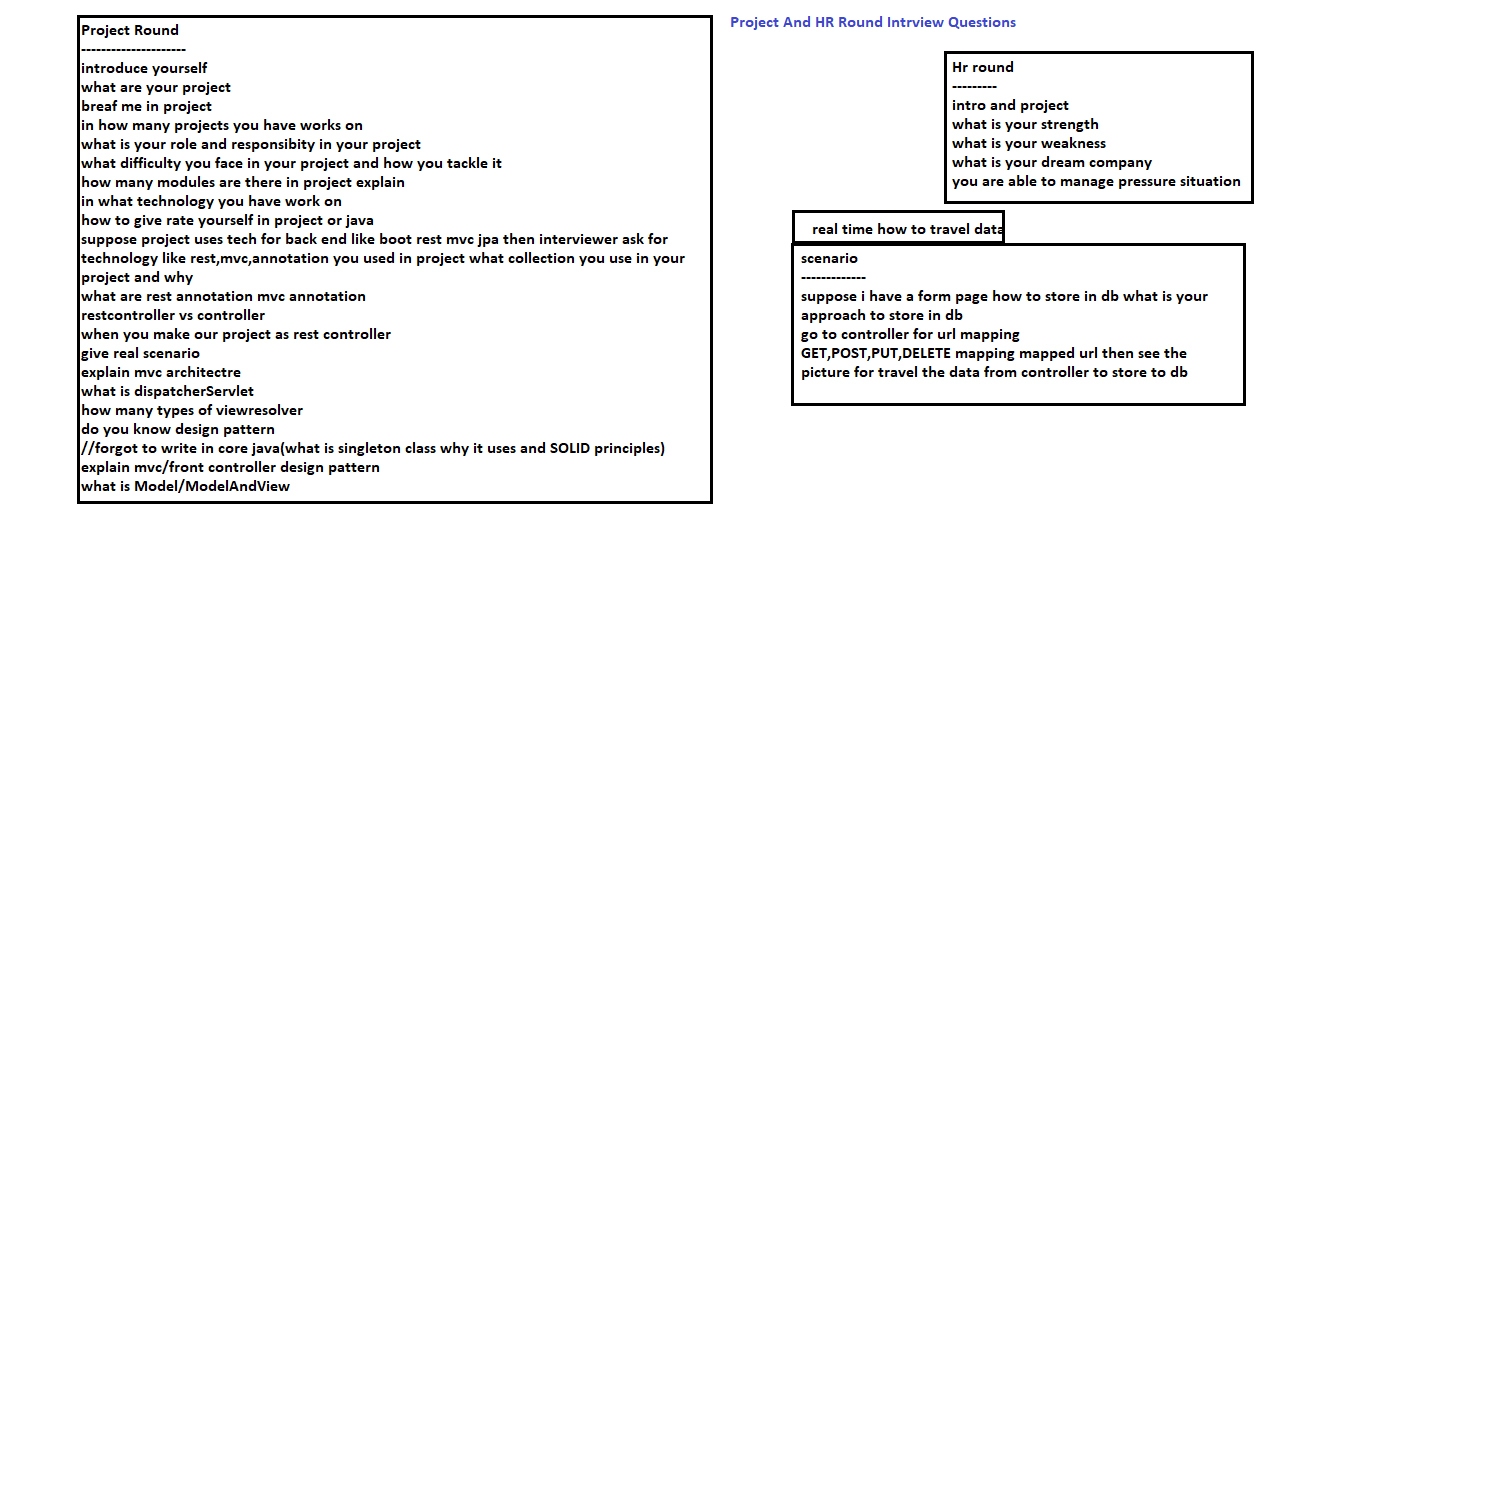 Project And HR Round Intrview Questions
Project Round
---------------------
introduce yourself
what are your project
breaf me in project
in how many projects you have works on
what is your role and responsibity in your project
what difficulty you face in your project and how you tackle it
how many modules are there in project explain
in what technology you have work on
how to give rate yourself in project or java
suppose project uses tech for back end like boot rest mvc jpa then interviewer ask for
technology like rest,mvc,annotation you used in project what collection you use in your
project and why
what are rest annotation mvc annotation
restcontroller vs controller
when you make our project as rest controller
give real scenario
explain mvc architectre
what is dispatcherServlet
how many types of viewresolver
do you know design pattern
//forgot to write in core java(what is singleton class why it uses and SOLID principles)
explain mvc/front controller design pattern
what is Model/ModelAndView
Hr round
---------
intro and project
what is your strength
what is your weakness
what is your dream company
you are able to manage pressure situation
real time how to travel data
scenario
-------------
suppose i have a form page how to store in db what is your
approach to store in db
go to controller for url mapping
GET,POST,PUT,DELETE mapping mapped url then see the
picture for travel the data from controller to store to db